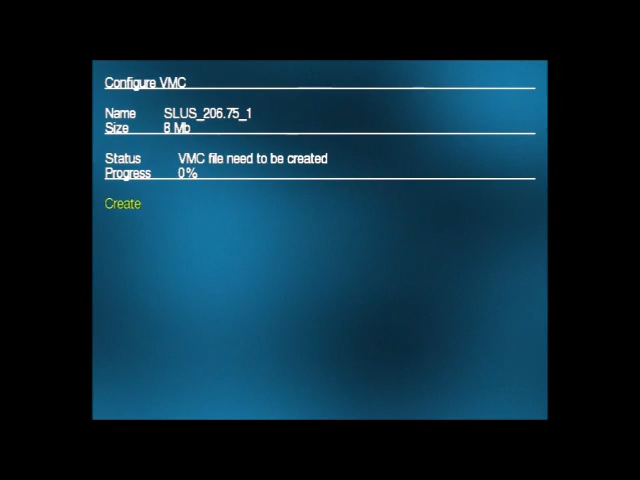 Configure VMC
Name SLUS_206.75_1
Size 8 Mb
Status VMC file need to be created
Progress 0%
Create